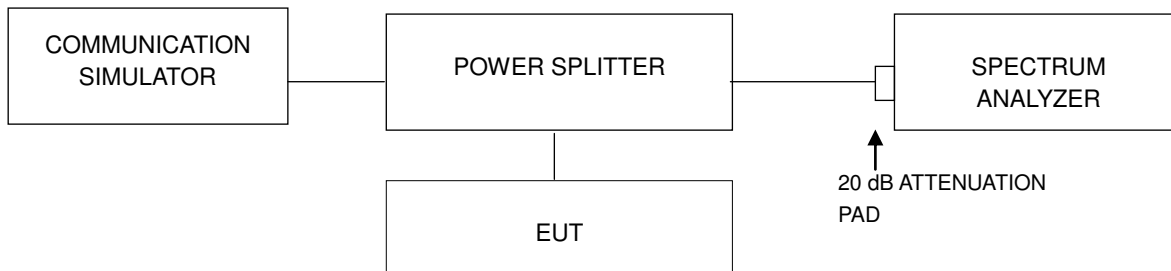 COMMUNICATION
SIMULATOR
POWER SPLITTER
SPECTRUM
ANALYZER
20 dB ATTENUATION
PAD
EUT